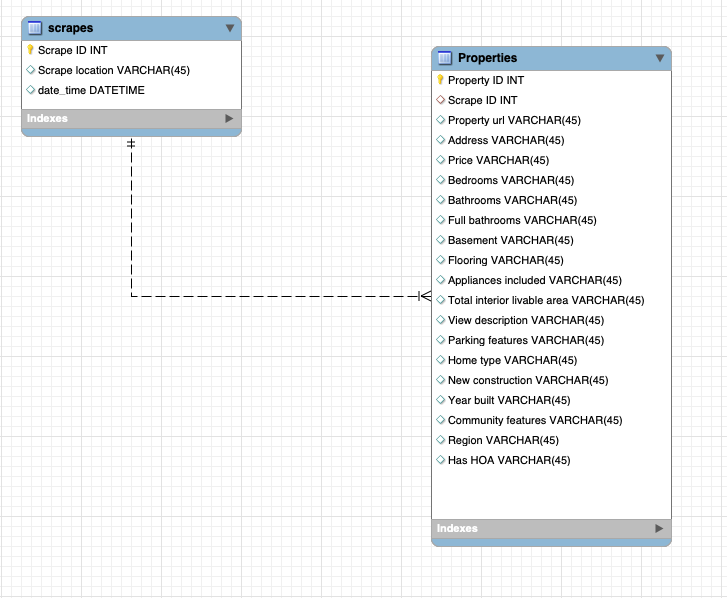 scrapes
Scrape ID INT
Scrape location VARCHAR(45)
date_time DATETIME
Indexes
Properties
Property ID INT
Scrape ID INT
Property url VARCHAR(45)
Address VARCHAR(45)
Price VARCHAR(45)
Bedrooms VARCHAR(45)
Bathrooms VARCHAR(45)
Full bathrooms VARCHAR(45)
Basement VARCHAR(45)
Flooring VARCHAR(45)
Appliances included VARCHAR(45)
Total interior livable area VARCHAR(45)
View description VARCHAR(45)
Parking features VARCHAR(45)
Home type VARCHAR(45)
New construction VARCHAR(45)
Year built VARCHAR(45)
Community features VARCHAR(45)
Region VARCHAR(45)
Has HOA VARCHAR(45)
Indexes